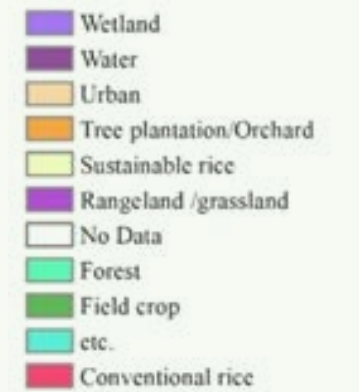 Wetland
Water
Urban
Tree plantation/Orchard
Sustainable rice
Rangeland /grassland
No Data
Forest
Field crop
etc.
Conventional rice